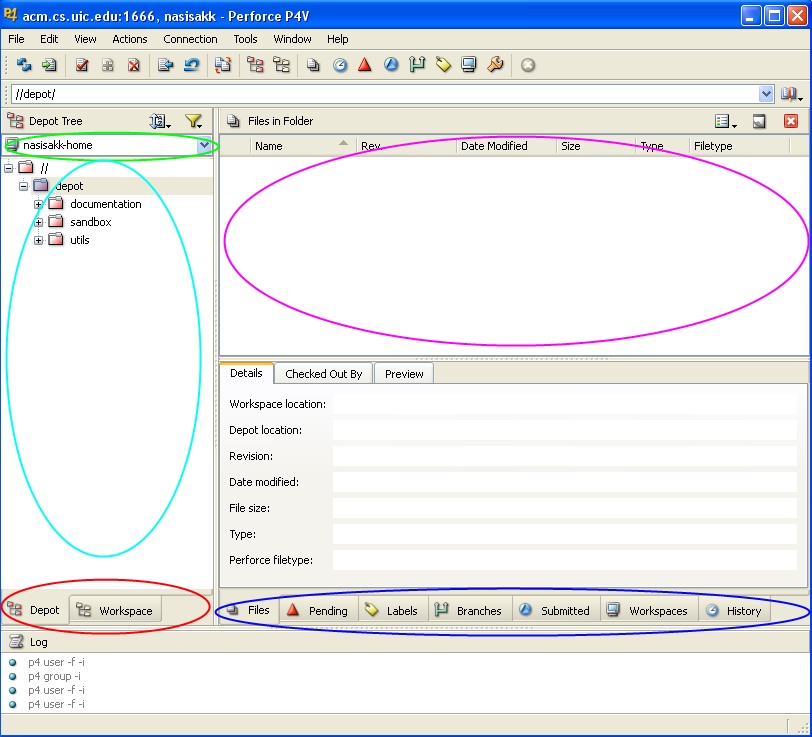 acm.cs.uic.edu:1666, nasisakk - Perforce P4V
File Edit View Actions Connection Tools Window Help
//depot/
Depot Tree
Files in Folder
nasisakk-home
Name Rev Date Modified Size Type Filetype
//
depot
documentation
sandbox
utils
Details Checked Out By Preview
Workspace location:
Depot location:
Revision:
Date modified:
File size:
Type:
Perforce filetype:
Depot Workspace
Files Pending Labels Branches Submitted Workspaces History
Log
p4 user -f -i
p4 group -i
p4 user -f -i
p4 user -f -i